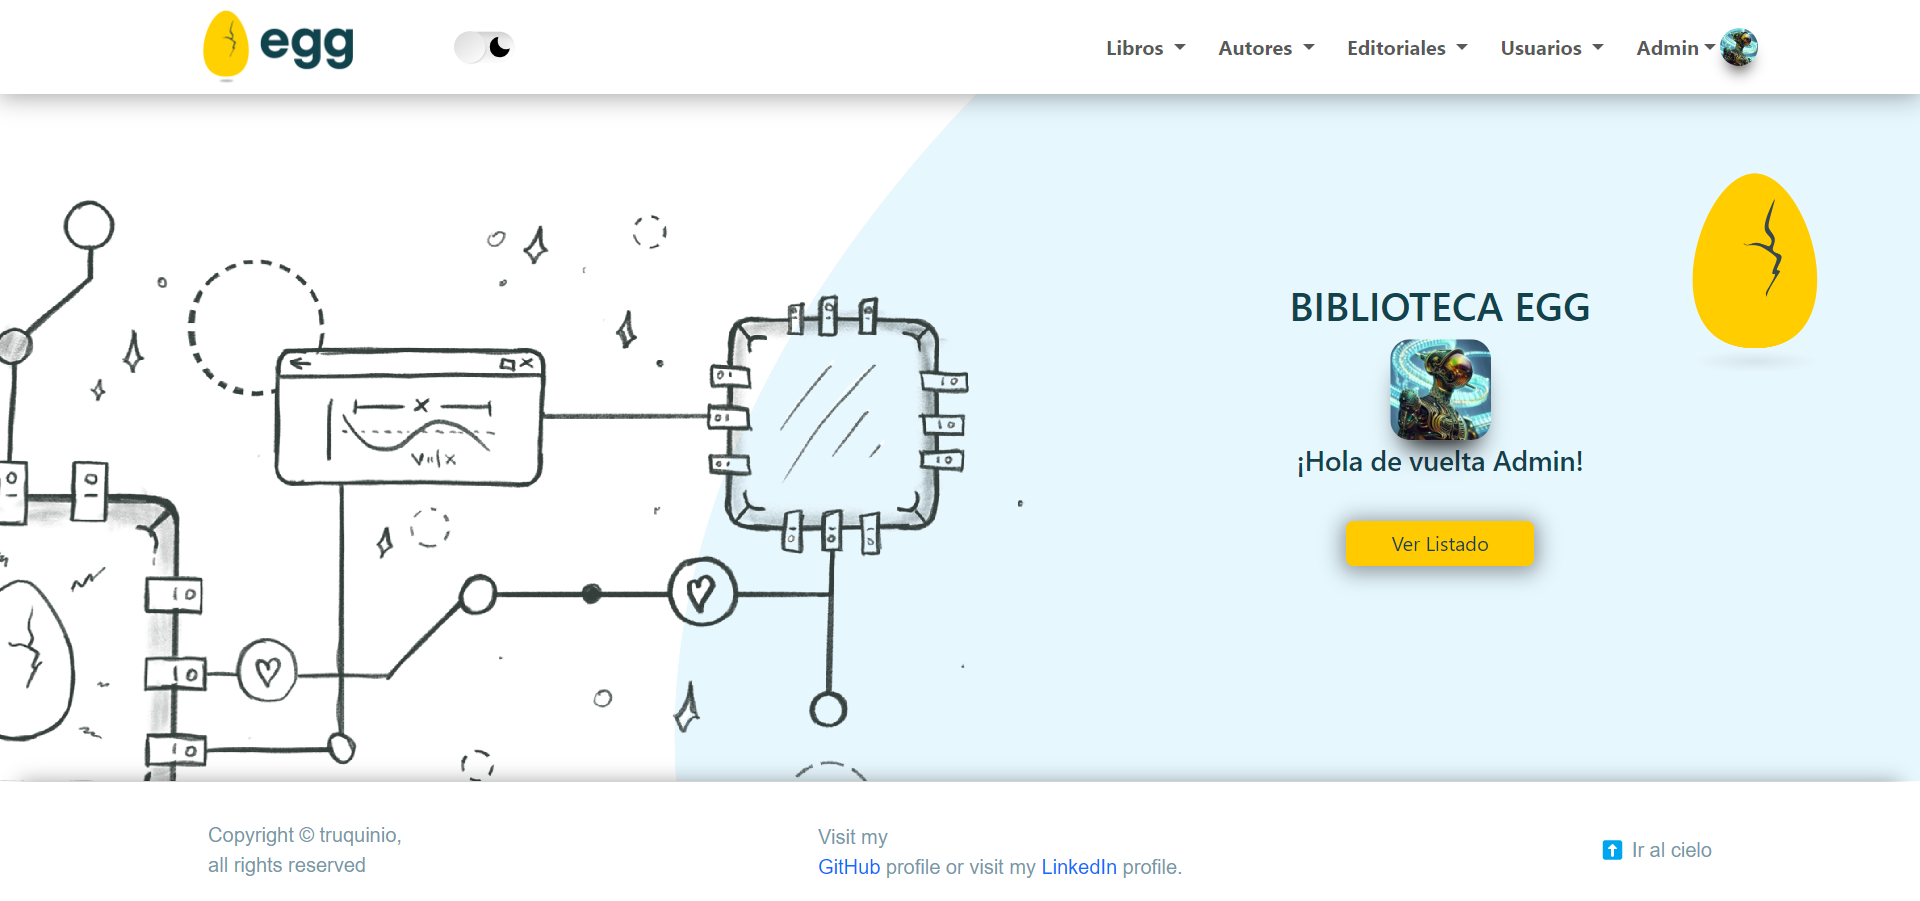 egg
Libros
Autores
Editoriales
Usuarios
Admin
BIBLIOTECA EGG
¡Hola de vuelta Admin!
Ver Listado
Copyright © truquinio,
all rights reserved
Visit my
GitHub profile or visit my LinkedIn profile.
Ir al cielo